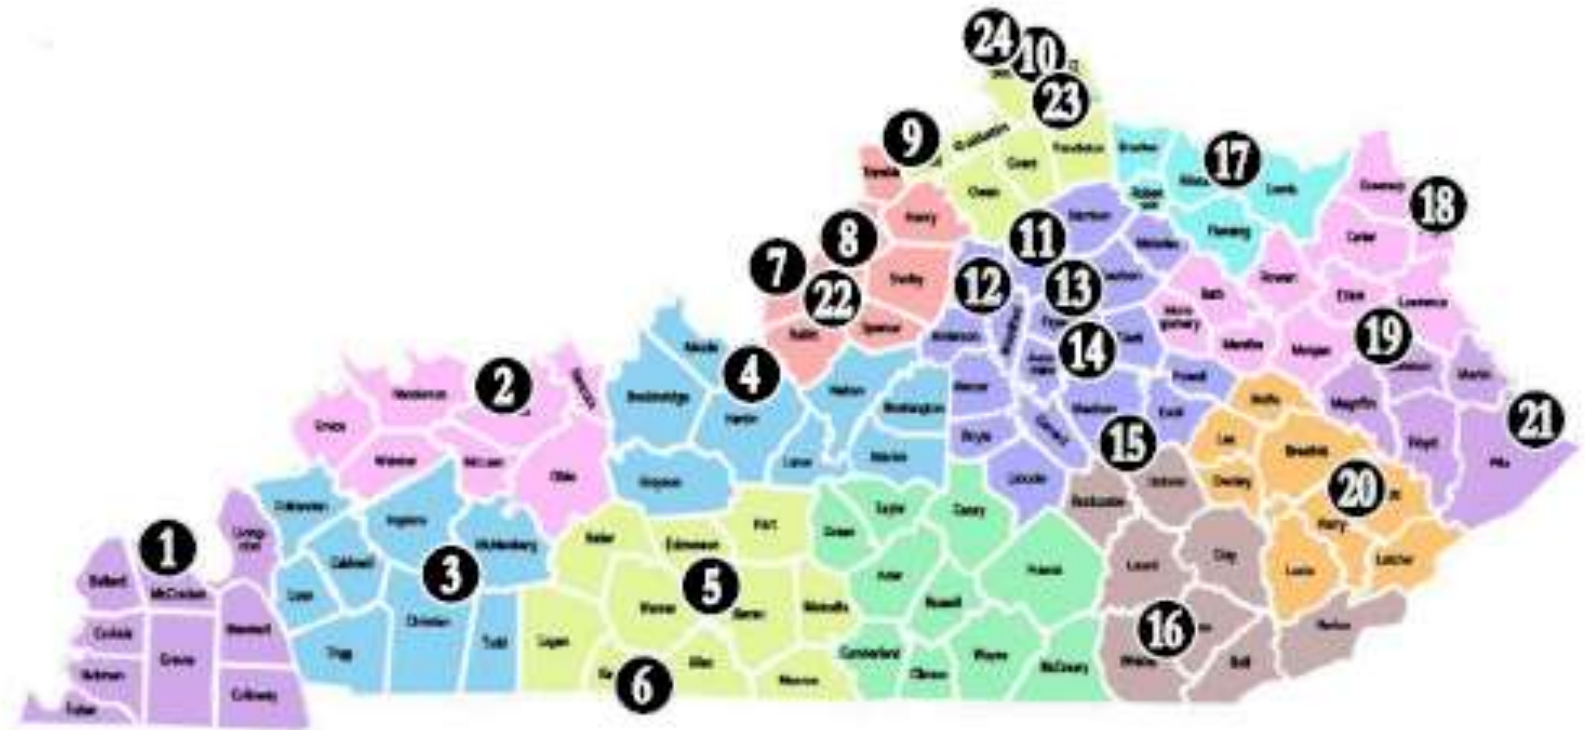 24
10
23
9
Gallatin
Grant
Pendleton
Bracken
17
Trimble
Owen
Lewis
Greenup
18
Henry
Harrison
Fleming
Carter
8
11
Nicholas
7
Shelby
12
13
Rowan
Bath
Elliott
Lawrence
22
Spencer
Anderson
14
Clark
Montgomery
Menifee
Morgan
19
Martin
Meade
4
Nelson
Powell
Magoffin
2
Henderson
Hancock
Breckinridge
Hardin
Washington
Mercer
Madison
Estill
Wolfe
Floyd
21
Pike
Union
Webster
McLean
Ohio
Grayson
Larue
Marion
Boyle
Garrard
15
Lee
Breathitt
Lincoln
Jackson
Owsley
20
Perry
Crittenden
Hopkins
Muhlenberg
Butler
Hart
Green
Taylor
Casey
Rockcastle
1
Livingston
Caldwell
3
Edmonson
5
Adair
Pulaski
Laurel
Clay
Leslie
Letcher
Ballard
McCracken
Lyon
Christian
Warren
Barren
Metcalfe
Russell
Carlisle
Graves
Marshall
Trigg
Todd
Logan
Allen
Cumberland
Wayne
16
Harlan
Hickman
Calloway
6
Monroe
Clinton
McCreary
Bell
Fulton